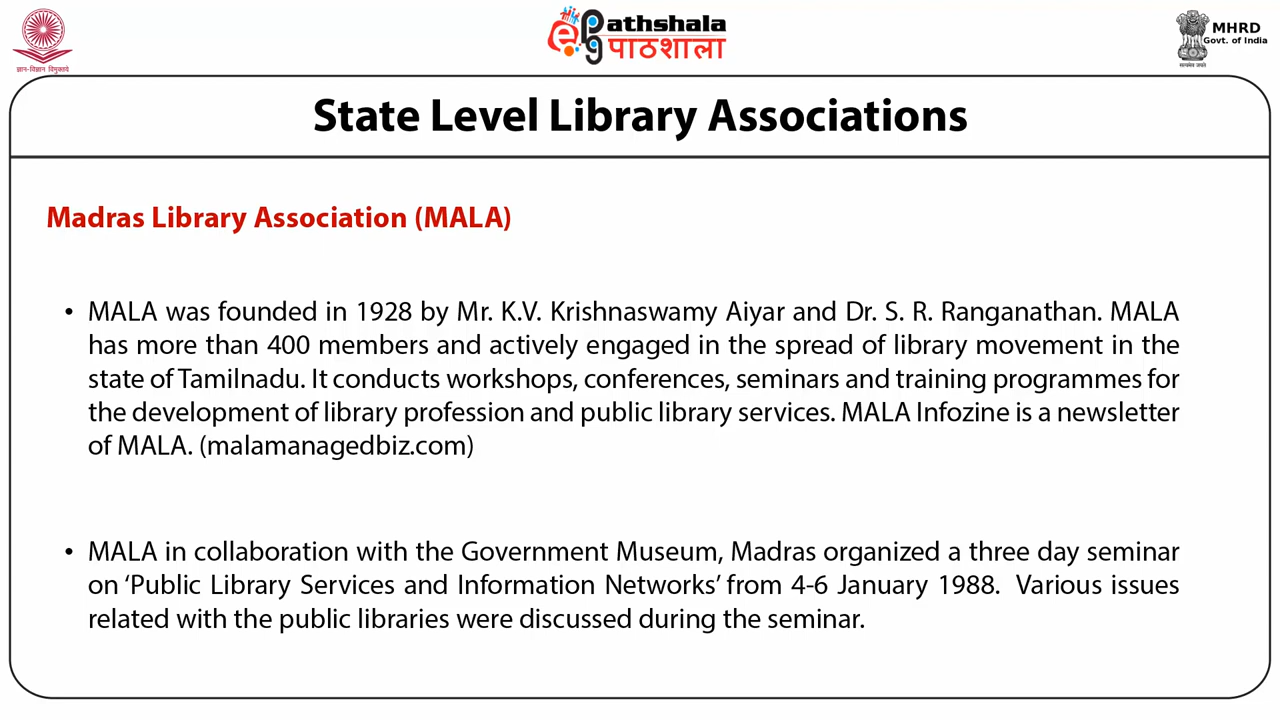 ज्ञान-विज्ञान विमुक्तये
ePG Pathshala
पाठशाला
MHRD
Govt. of India
सत्यमेव जयते
State Level Library Associations
Madras Library Association (MALA)
• MALA was founded in 1928 by Mr. K.V. Krishnaswamy Aiyar and Dr. S. R. Ranganathan. MALA
has more than 400 members and actively engaged in the spread of library movement in the
state of Tamilnadu. It conducts workshops, conferences, seminars and training programmes for
the development of library profession and public library services. MALA Infozine is a newsletter
of MALA. (malamanagedbiz.com)
• MALA in collaboration with the Government Museum, Madras organized a three day seminar
on ‘Public Library Services and Information Networks’ from 4-6 January 1988.  Various issues
related with the public libraries were discussed during the seminar.